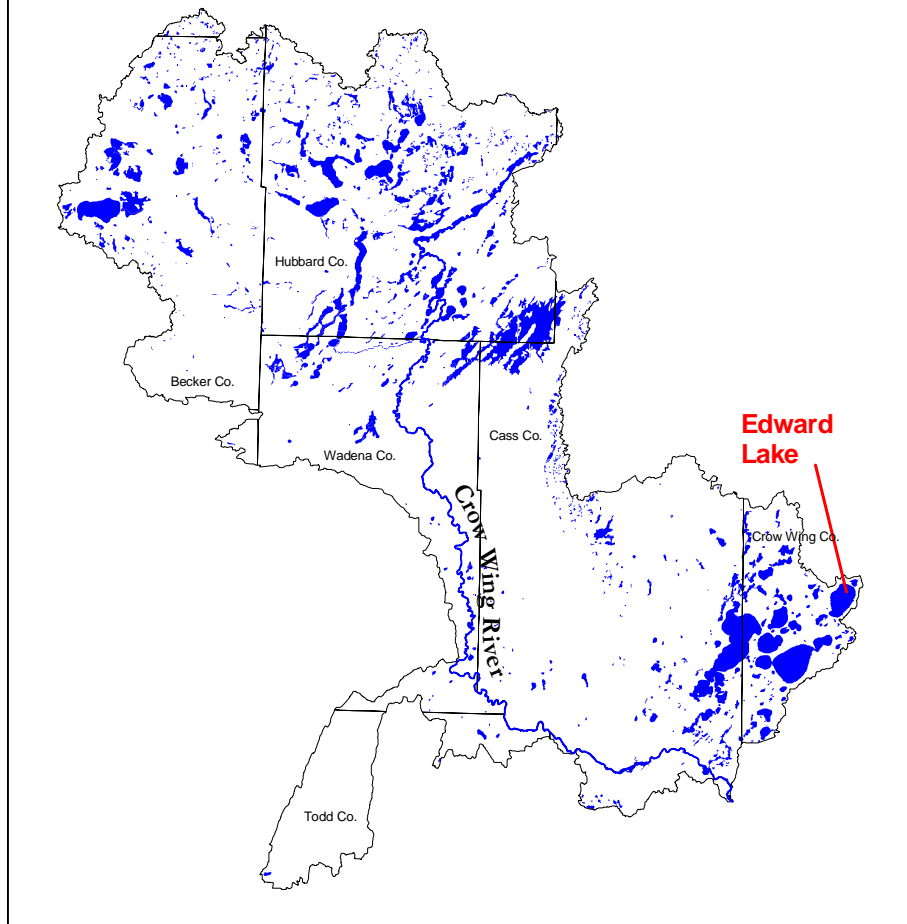 Hubbard Co.
Becker Co.
Edward
Lake
Cass Co.
Wadena Co.
Crow Wing River
Crow Wing Co.
Todd Co.